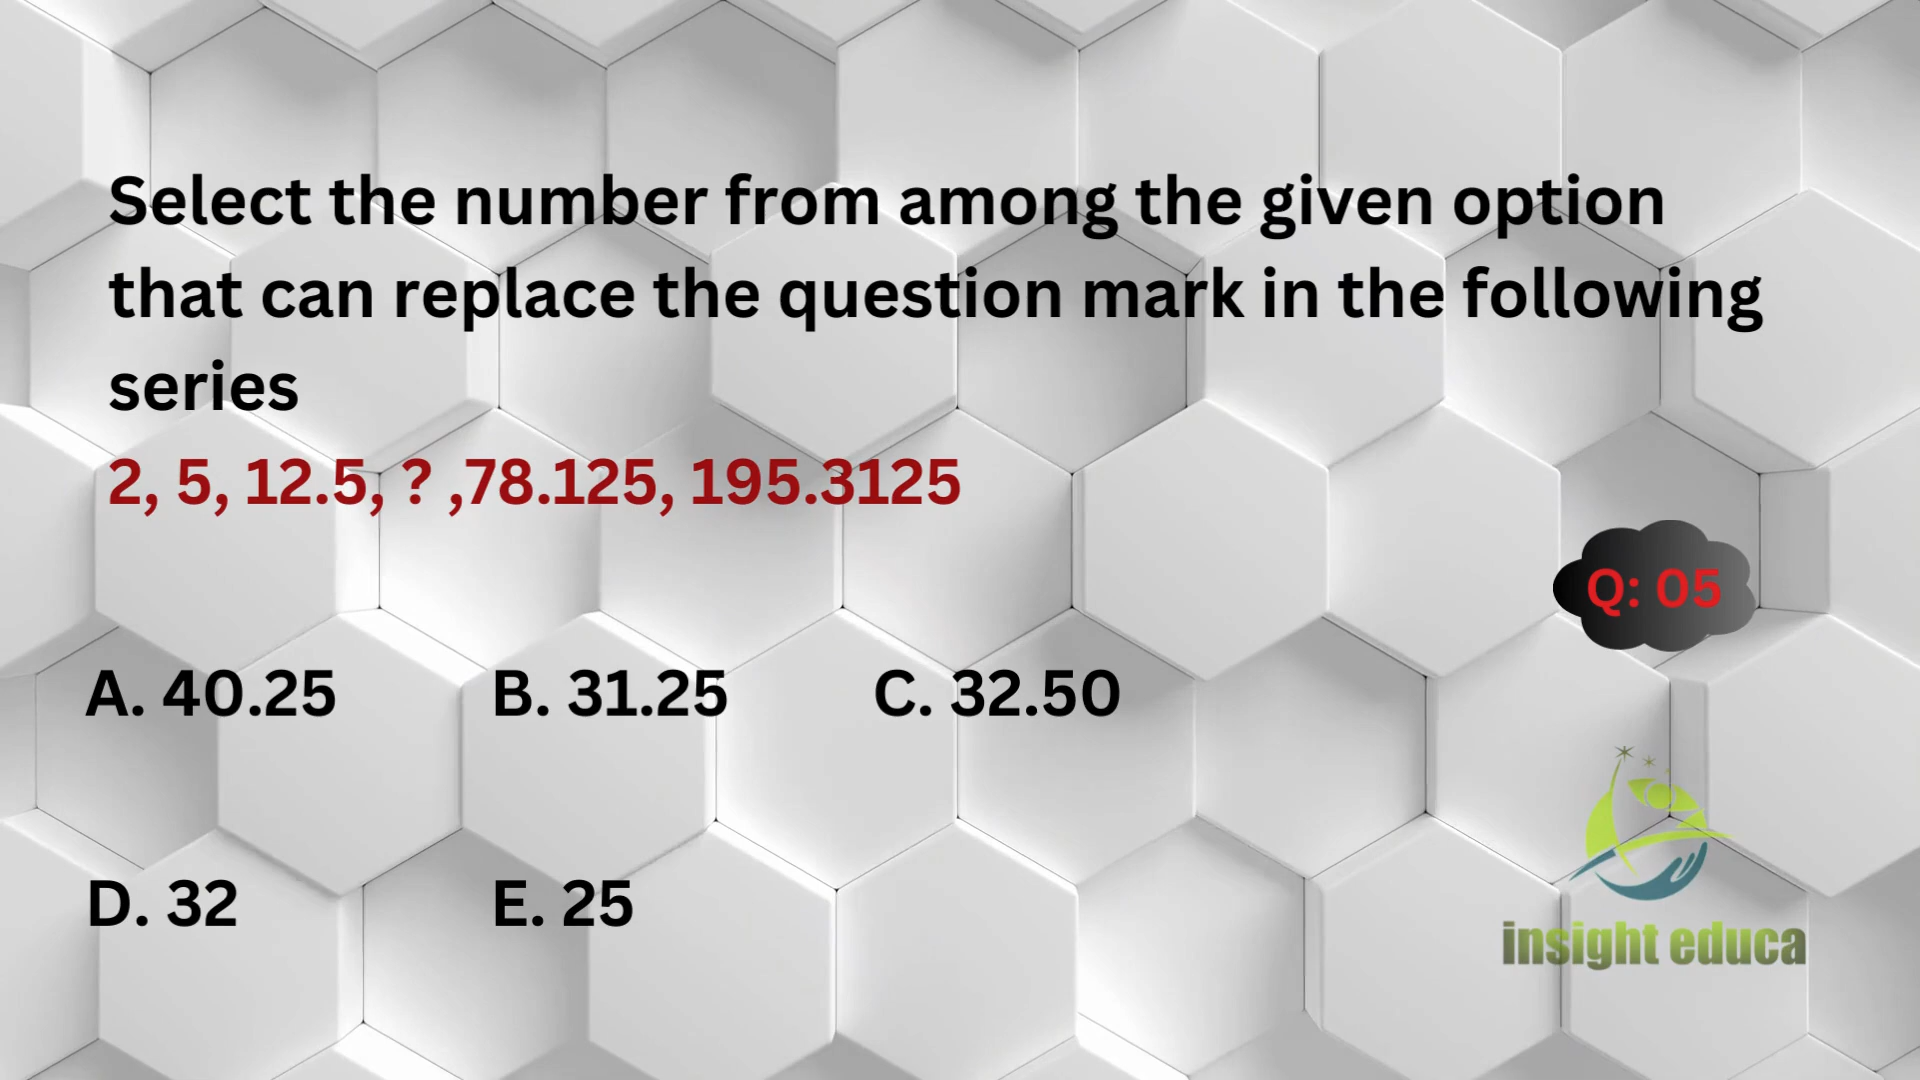 Select the number from among the given option
that can replace the question mark in the following
series
2, 5, 12.5, ? ,78.125, 195.3125
Q: 05
A. 40.25 B. 31.25 C. 32.50
D. 32 E. 25
insight educa